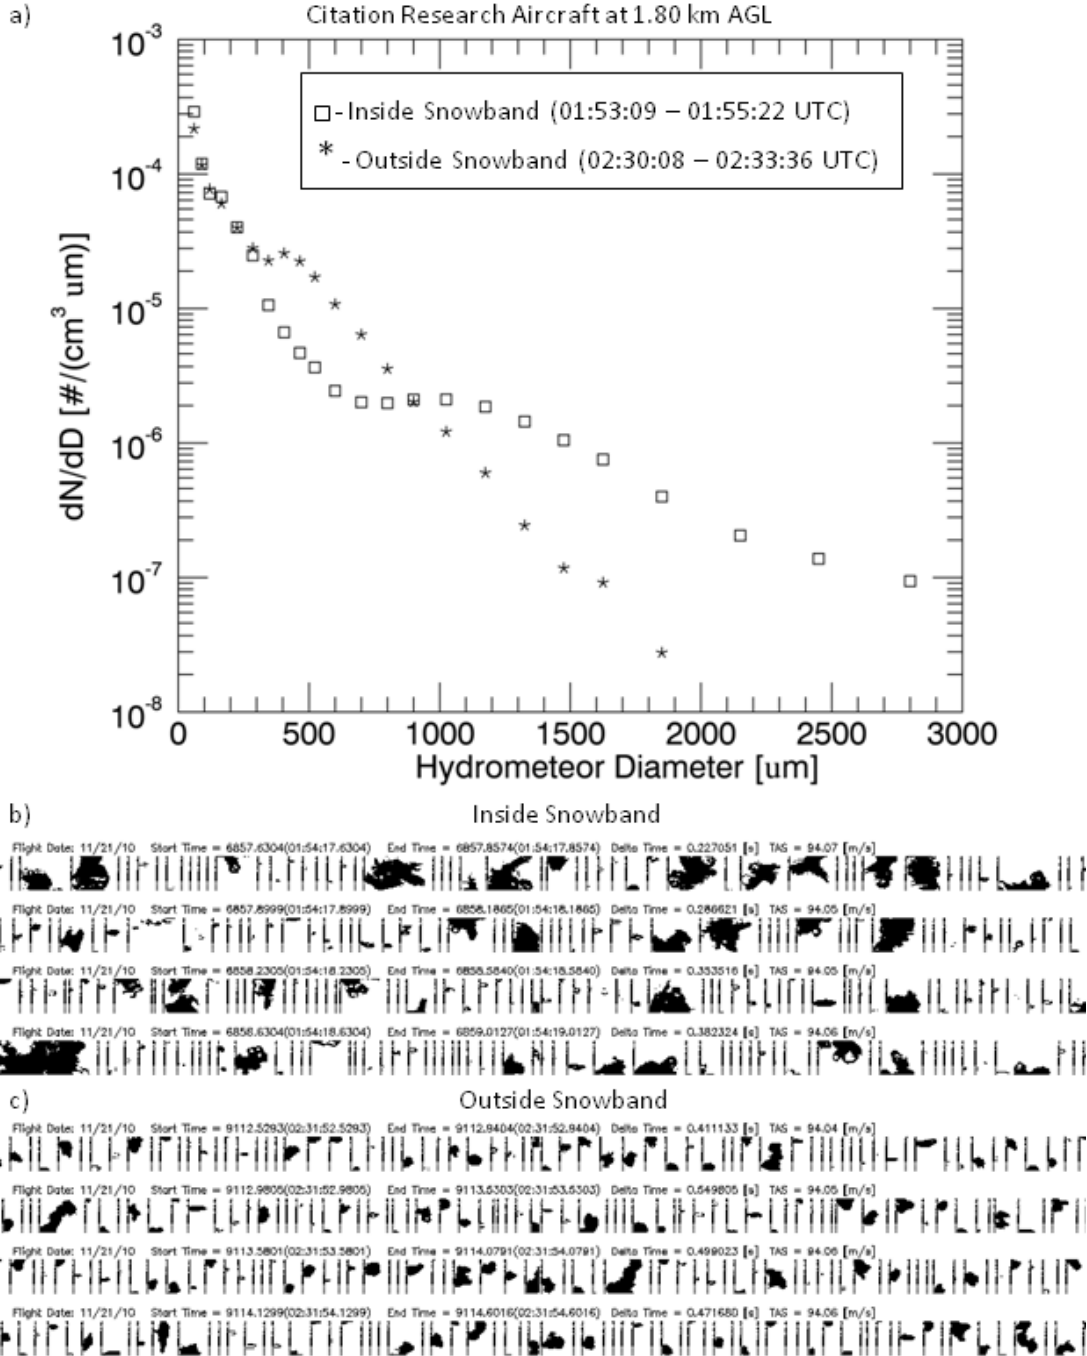 a)
Citation Research Aircraft at 1.80 km AGL
10-3
□ - Inside Snowband (01:53:09 – 01:55:22 UTC)
* - Outside Snowband (02:30:08 – 02:33:36 UTC)
10-4
10-5
10-6
10-7
10-8
dN/dD [#/(cm3 um)]
0 500 1000 1500 2000 2500 3000
Hydrometeor Diameter [um]
b)
Inside Snowband
Flight Date: 11/21/10 Start Time = 6857.6304(01:54:17.6304) End Time = 6857.8574(01:54:17.8574) Delta Time = 0.227051 [s] TAS = 94.07 [m/s]
Flight Date: 11/21/10 Start Time = 6857.8999(01:54:17.8999) End Time = 6858.1865(01:54:18.1865) Delta Time = 0.286621 [s] TAS = 94.05 [m/s]
Flight Date: 11/21/10 Start Time = 6858.2305(01:54:18.2305) End Time = 6858.5840(01:54:18.5840) Delta Time = 0.353516 [s] TAS = 94.05 [m/s]
Flight Date: 11/21/10 Start Time = 6858.6304(01:54:18.6304) End Time = 6859.0127(01:54:19.0127) Delta Time = 0.382324 [s] TAS = 94.06 [m/s]
c)
Outside Snowband
Flight Date: 11/21/10 Start Time = 9112.5293(02:31:52.5293) End Time = 9112.9404(02:31:52.9404) Delta Time = 0.411133 [s] TAS = 94.04 [m/s]
Flight Date: 11/21/10 Start Time = 9112.9805(02:31:52.9805) End Time = 9113.5303(02:31:53.5303) Delta Time = 0.549805 [s] TAS = 94.05 [m/s]
Flight Date: 11/21/10 Start Time = 9113.5801(02:31:53.5801) End Time = 9114.0791(02:31:54.0791) Delta Time = 0.499023 [s] TAS = 94.06 [m/s]
Flight Date: 11/21/10 Start Time = 9114.1299(02:31:54.1299) End Time = 9114.6016(02:31:54.6016) Delta Time = 0.471680 [s] TAS = 94.06 [m/s]